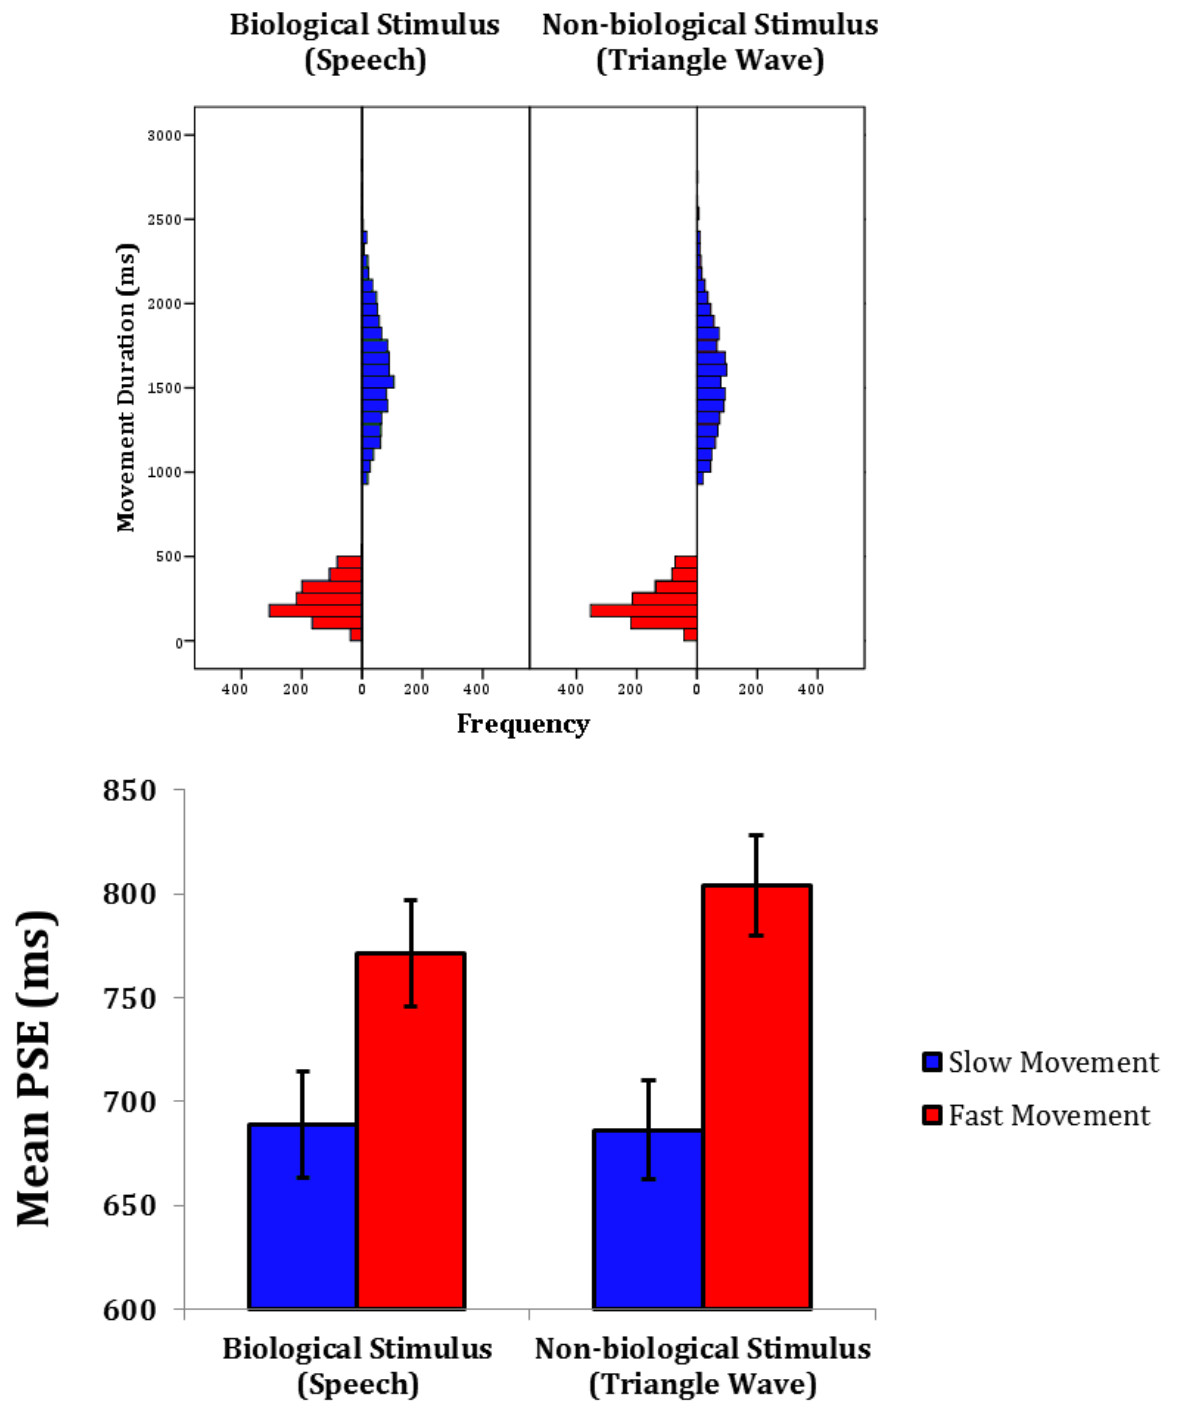 Biological Stimulus
(Speech)
Non-biological Stimulus
(Triangle Wave)
Movement Duration (ms)
3000
2500
2000
1500
1000
500
0
400 200 0 200 400
400 200 0 200 400
Frequency
Mean PSE (ms)
850
800
750
700
650
600
Slow Movement
Fast Movement
Biological Stimulus
(Speech)
Non-biological Stimulus
(Triangle Wave)